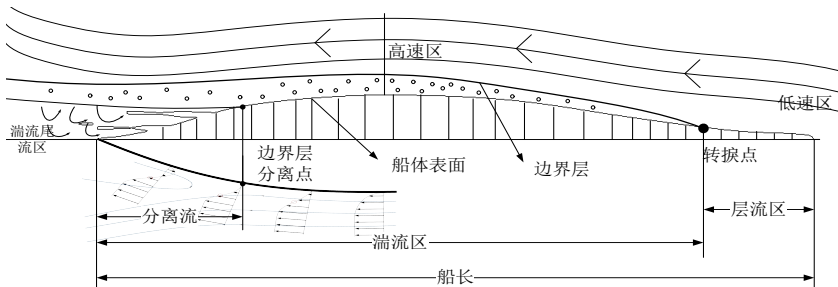 高速区
低速区
湍流尾
流区
边界层
分离点
船体表面
边界层
转捩点
分离流
层流区
湍流区
船长